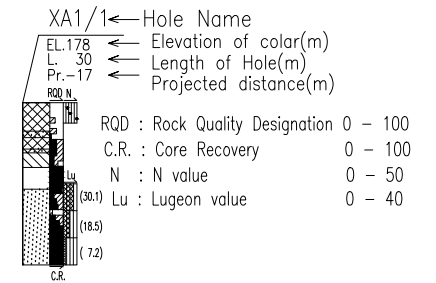 XA1/1 Hole Name
EL.178 Elevation of colar(m)
L. 30 Length of Hole(m)
Pr.-17 Projected distance(m)
RQD N
RQD : Rock Quality Designation 0 - 100
C.R. : Core Recovery 0 - 100
N : N value 0 - 50
Lu
(30.1) Lu : Lugeon value 0 - 40
(18.5)
( 7.2)
C.R.